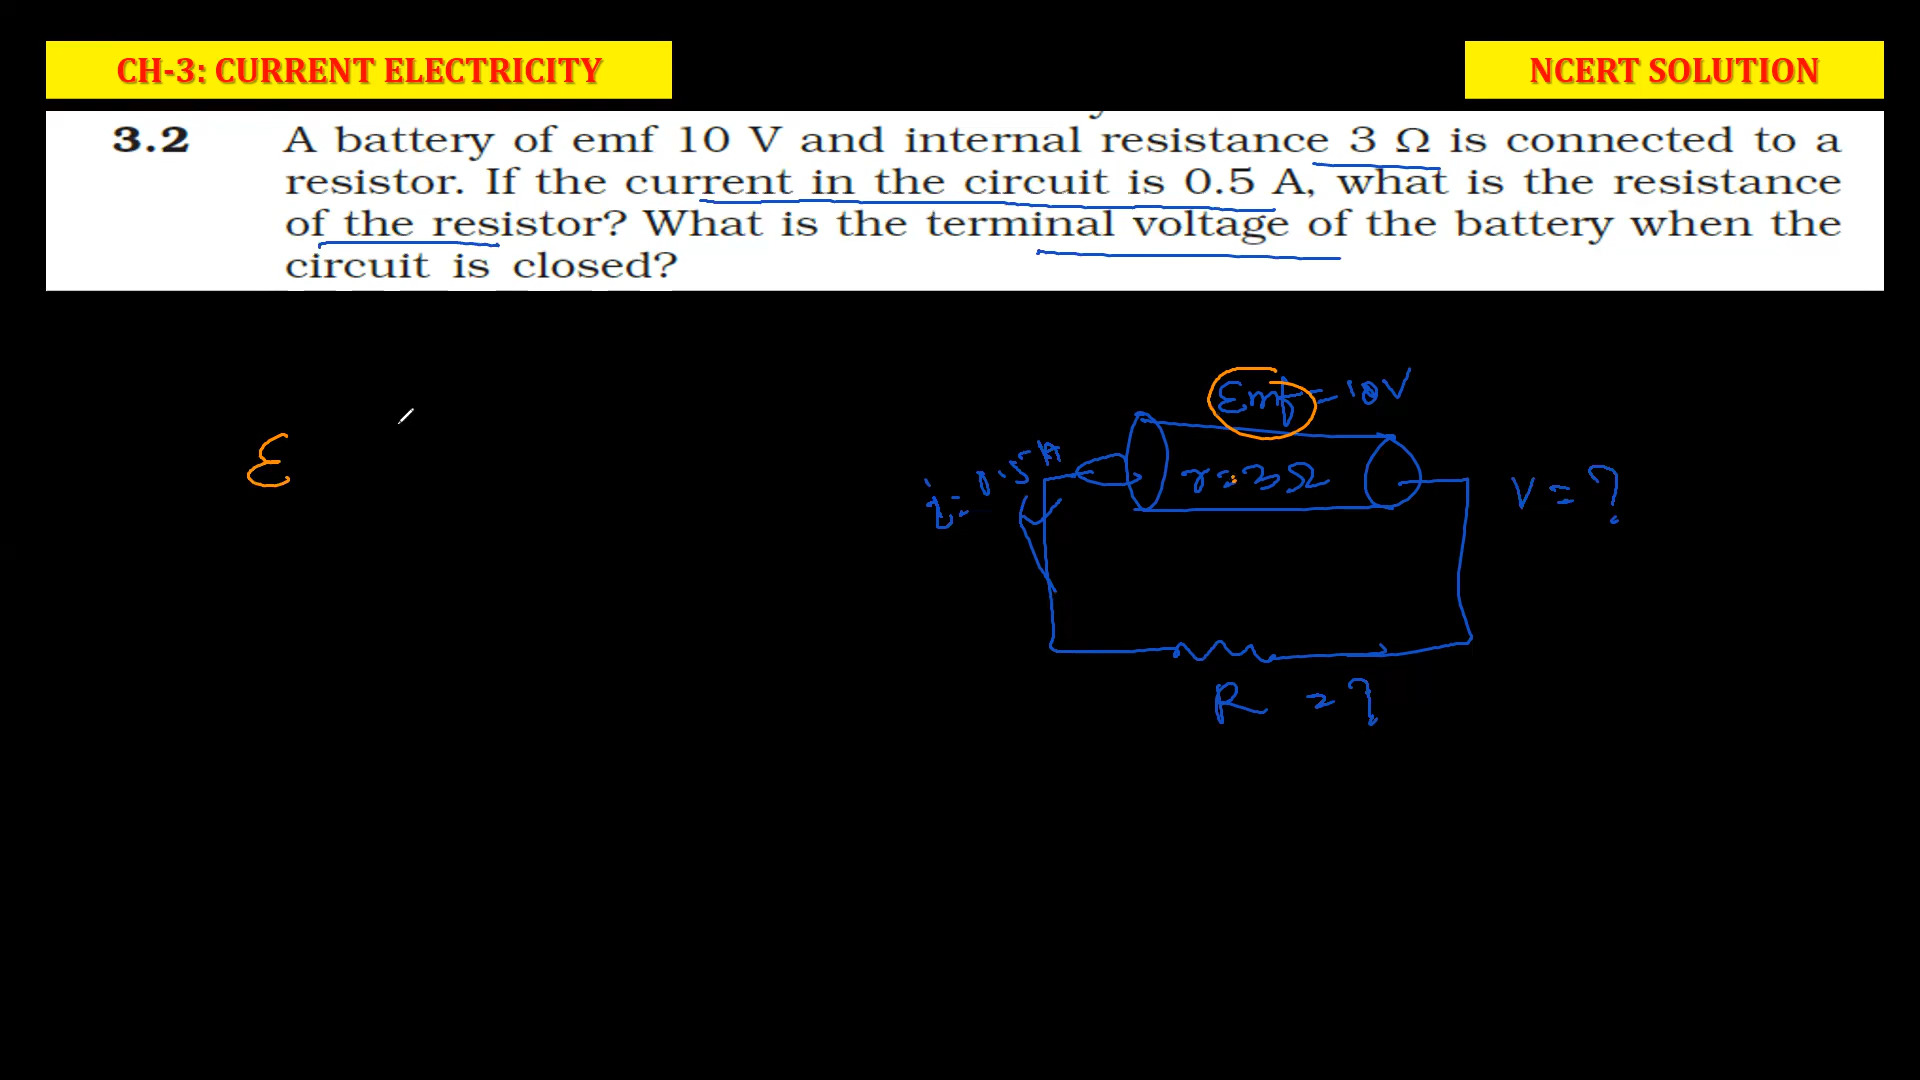 CH-3: CURRENT ELECTRICITY
NCERT SOLUTION
3.2 A battery of emf 10 V and internal resistance 3 Ω is connected to a
resistor. If the current in the circuit is 0.5 A, what is the resistance
of the resistor? What is the terminal voltage of the battery when the
circuit is closed?
Emf = 10V
ε
i = 0.5 A
r = 3Ω
V = ?
R = ?